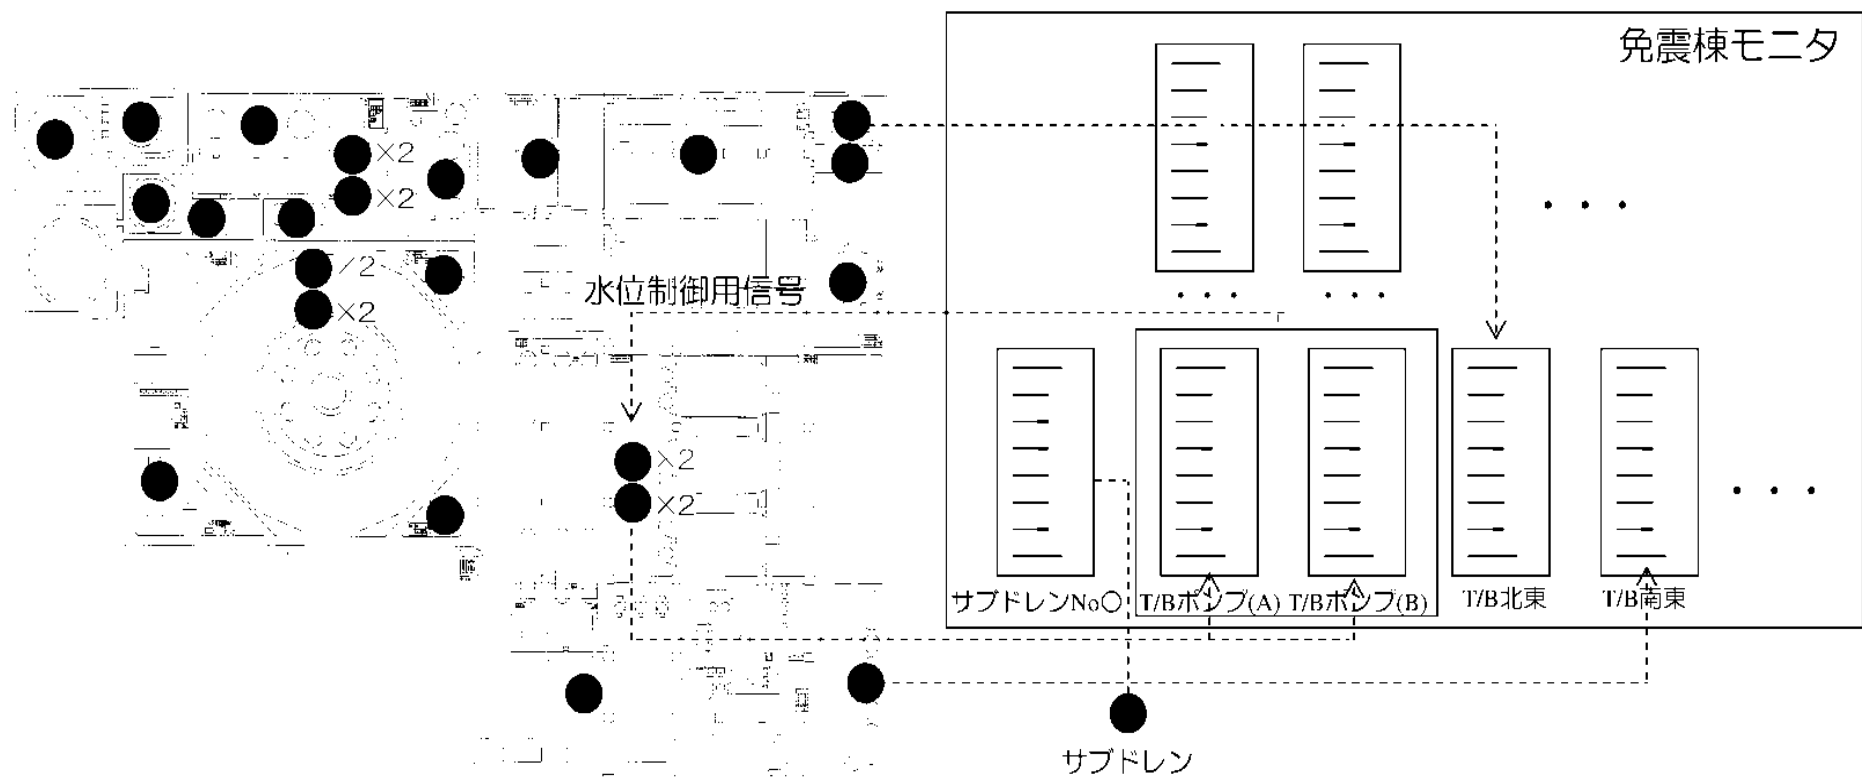 免震棟モニタ
×2
×2
/2
×2
水位制御用信号
×2
×2
サブドレンNo〇
T/Bポンプ(A)
T/Bポンプ(B)
T/B北東
T/B南東
サブドレン